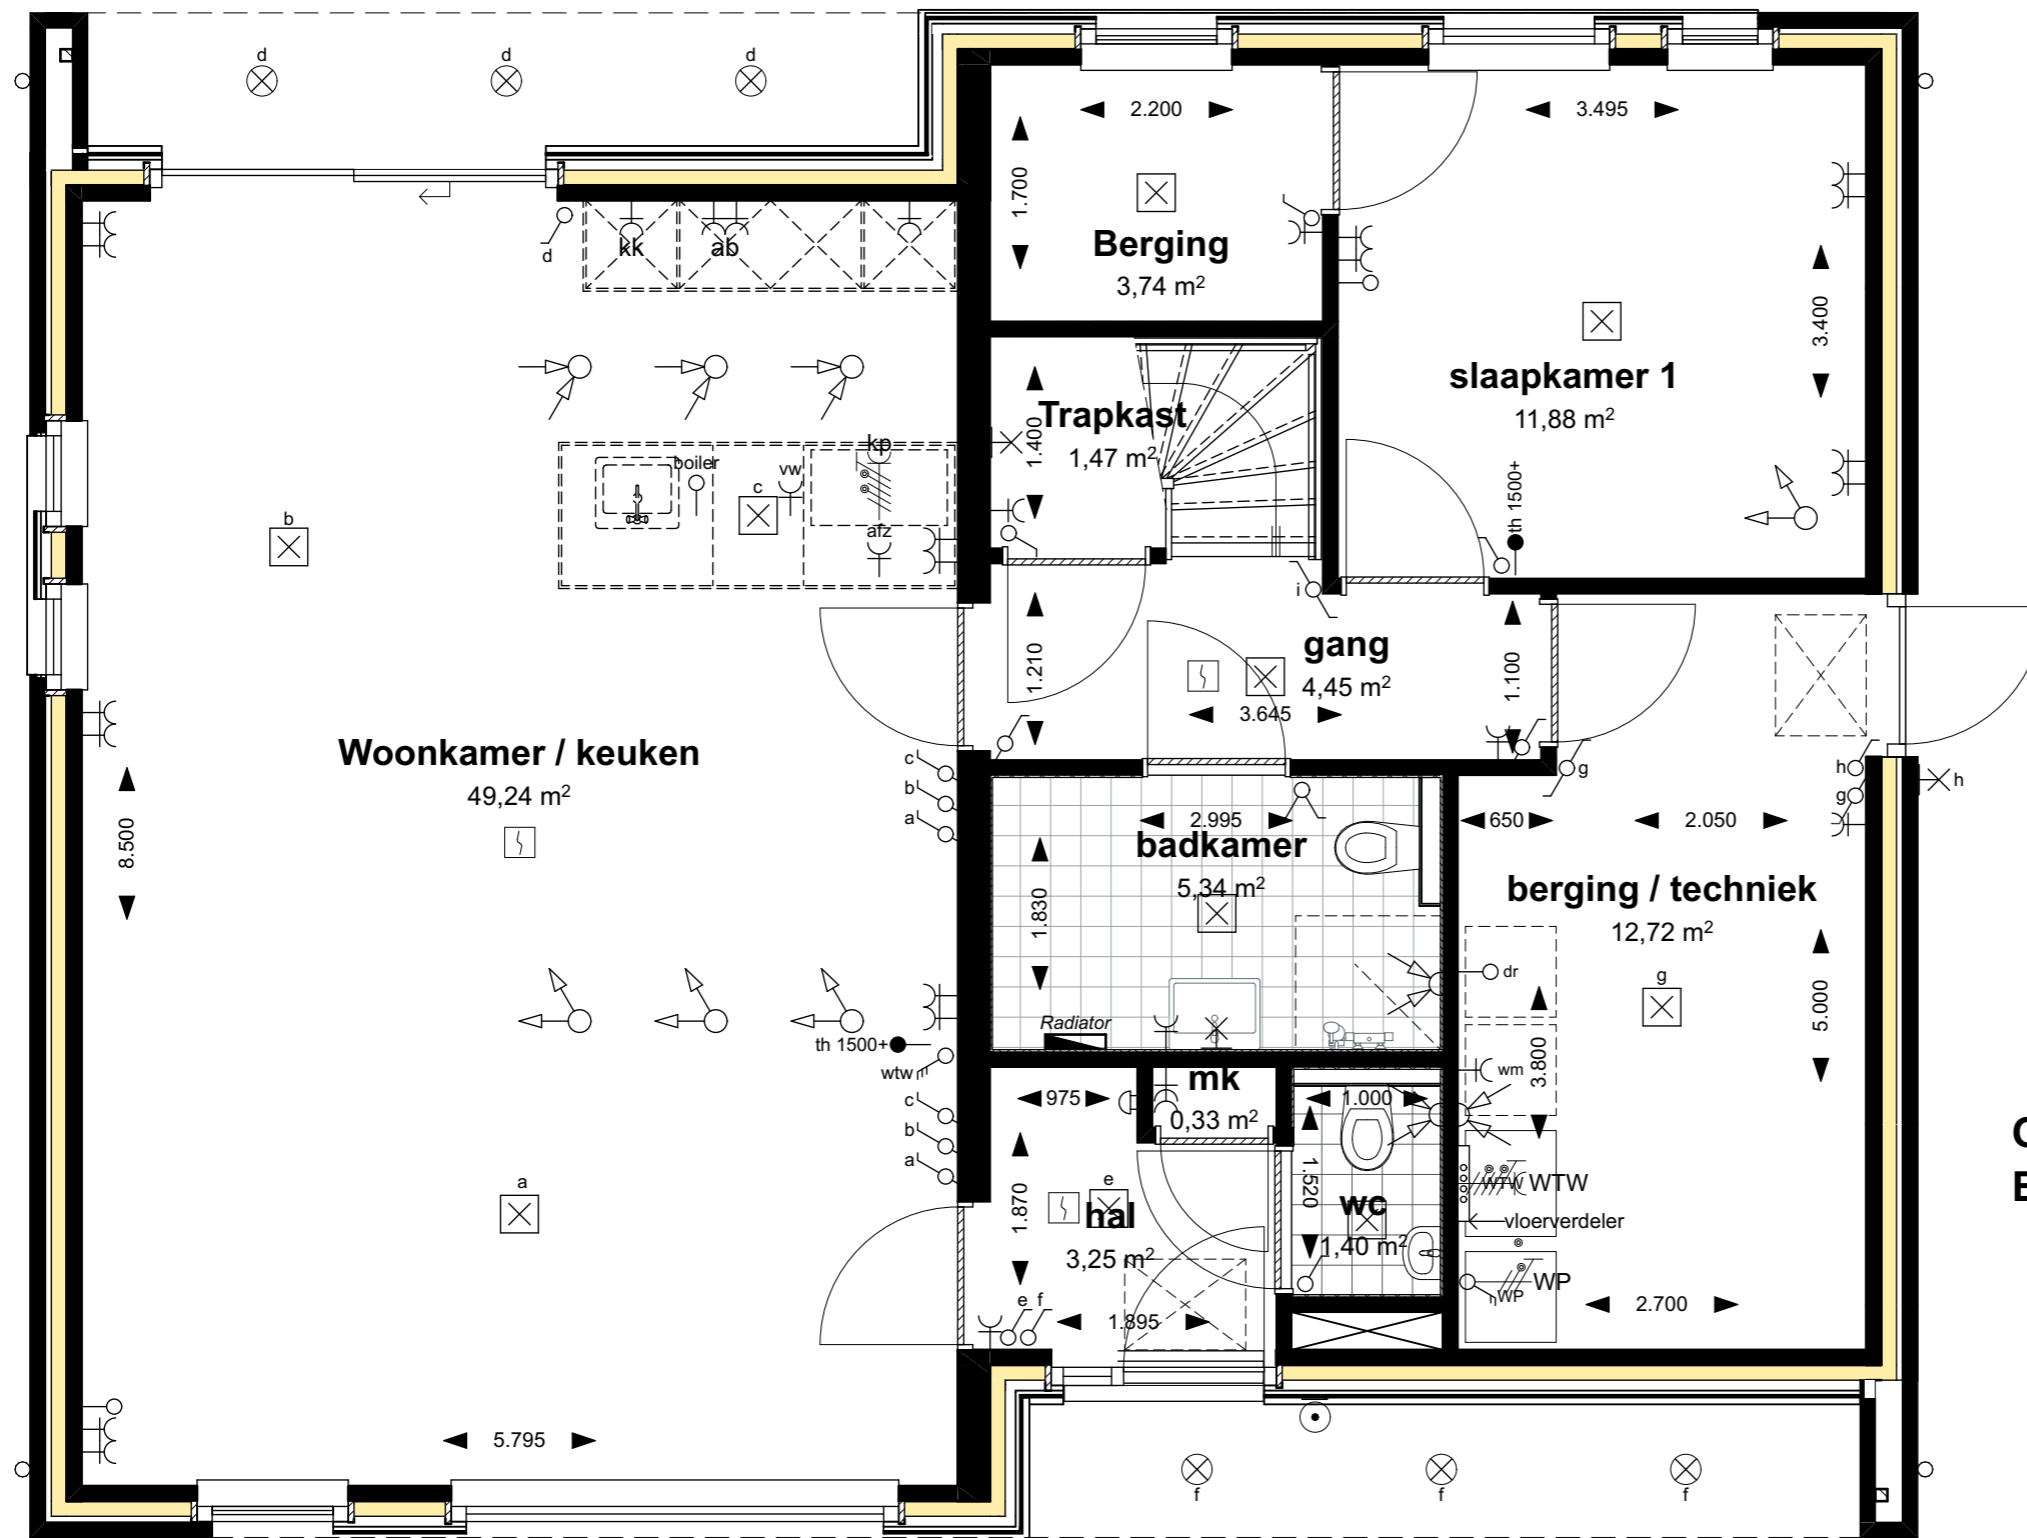 d
d
d
2.200
3.495
1.700
d
kk
ab
Berging
3,74 m²
3.400
slaapkamer 1
11,88 m²
Trapkast
1.400
1,47 m²
kp
boiler
vw
c
afz
b
th 1500+
i
gang
4,45 m²
1.210
1.100
3.645
Woonkamer / keuken
49,24 m²
c
b
a
g
h
g
h
8.500
2.995
650
2.050
badkamer
5,34 m²
1.830
berging / techniek
12,72 m²
dr
g
5.000
Radiator
th 1500+
wtw
3.800
wm
mk
0,33 m²
975
1.000
c
b
a
a
1.870
e
hal
3,25 m²
1.520
wc
1,40 m²
WTW
WTW
vloerverdeler
WP
WP
e
f
1.895
2.700
5.795
f
f
f